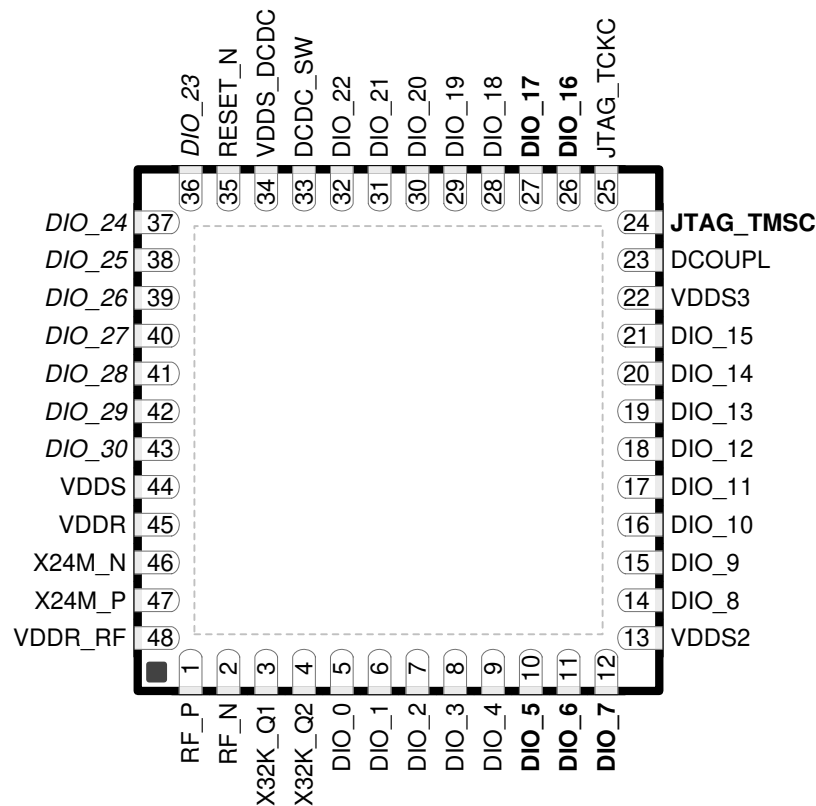 DIO_23
RESET_N
VDDS_DCDC
DCDC_SW
DIO_22
DIO_21
DIO_20
DIO_19
DIO_18
DIO_17
DIO_16
JTAG_TCKC
36 35 34 33 32 31 30 29 28 27 26 25
DIO_24 37
DIO_25 38
DIO_26 39
DIO_27 40
DIO_28 41
DIO_29 42
DIO_30 43
VDDS 44
VDDR 45
X24M_N 46
X24M_P 47
VDDR_RF 48
24 JTAG_TMSC
23 DCOUPL
22 VDDS3
21 DIO_15
20 DIO_14
19 DIO_13
18 DIO_12
17 DIO_11
16 DIO_10
15 DIO_9
14 DIO_8
13 VDDS2
1 2 3 4 5 6 7 8 9 10 11 12
RF_P
RF_N
X32K_Q1
X32K_Q2
DIO_0
DIO_1
DIO_2
DIO_3
DIO_4
DIO_5
DIO_6
DIO_7